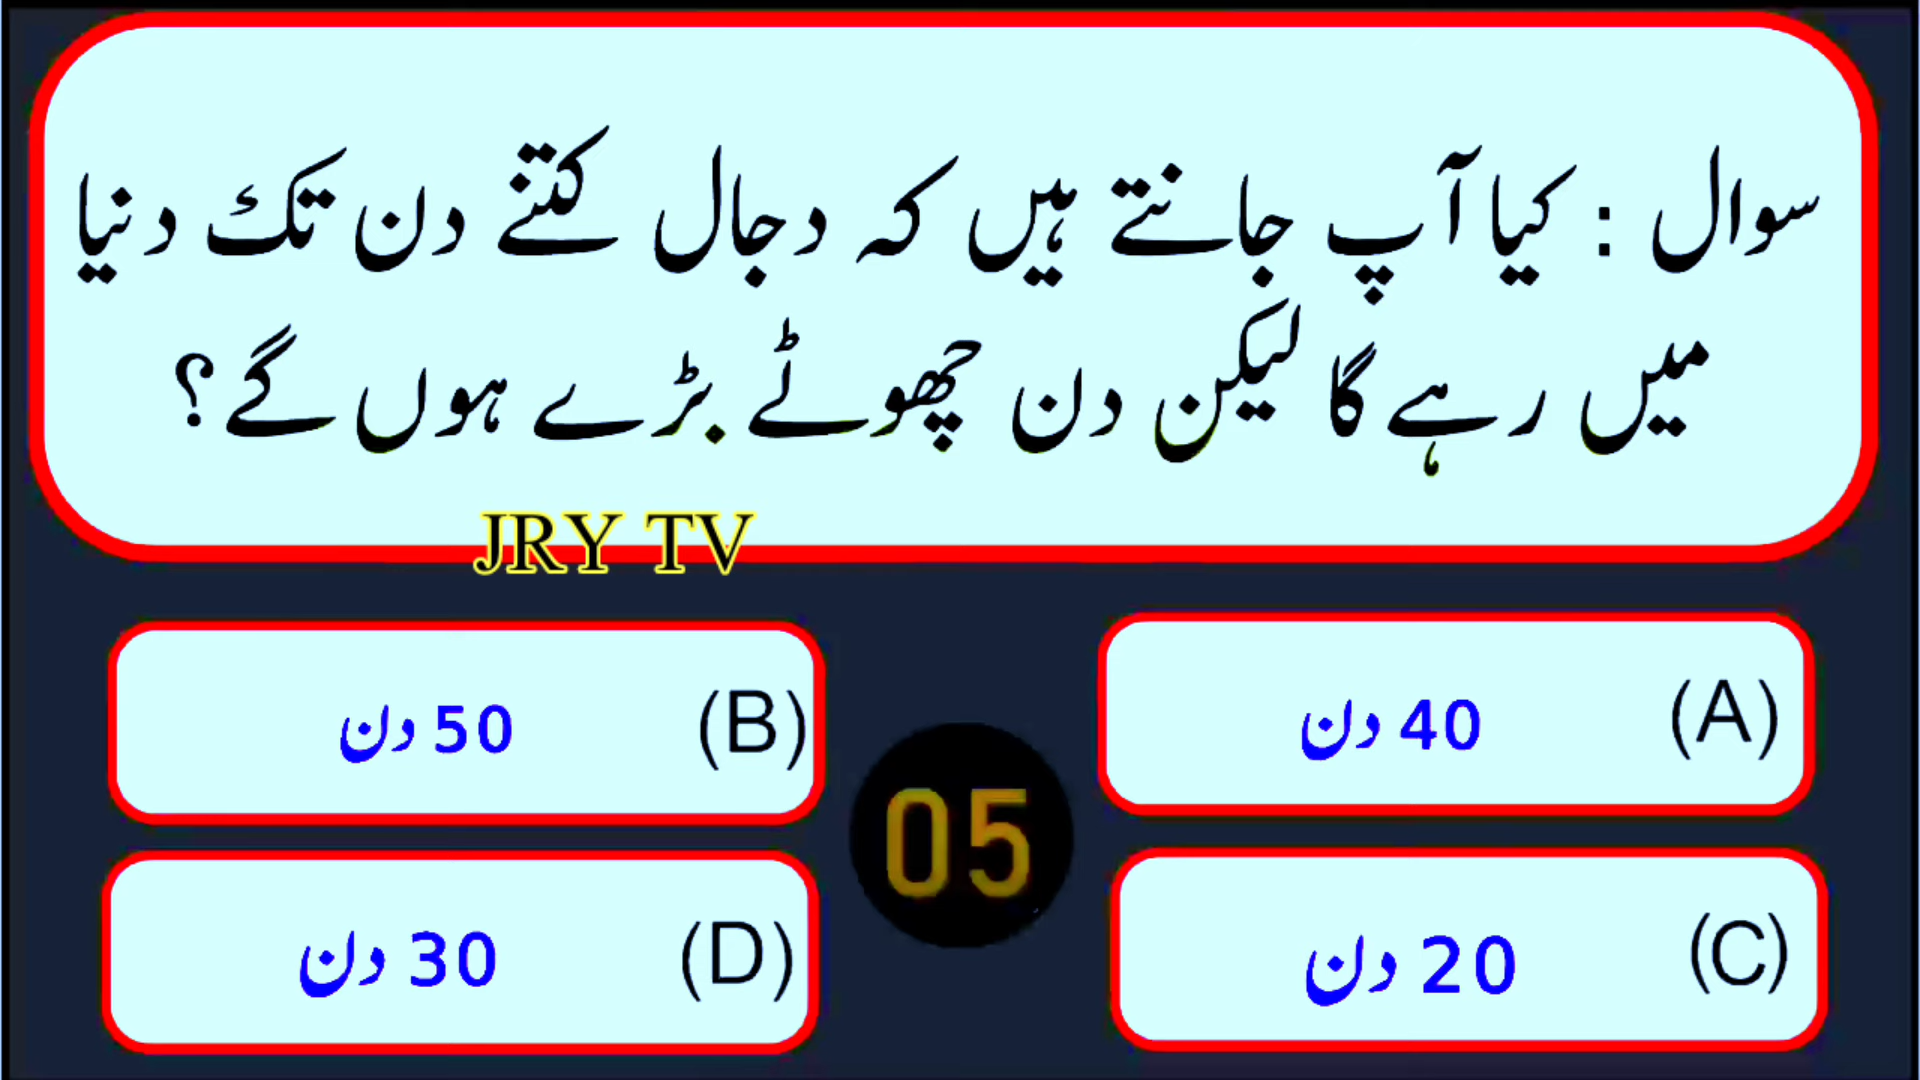 سوال : کیا آپ جانتے ہیں کہ دجال کتنے دن تک دنیا
میں رہے گا لیکن دن چھوٹے بڑے ہوں گے؟
JRY TV
(A) 40 دن
(B) 50 دن
05
(C) 20 دن
(D) 30 دن